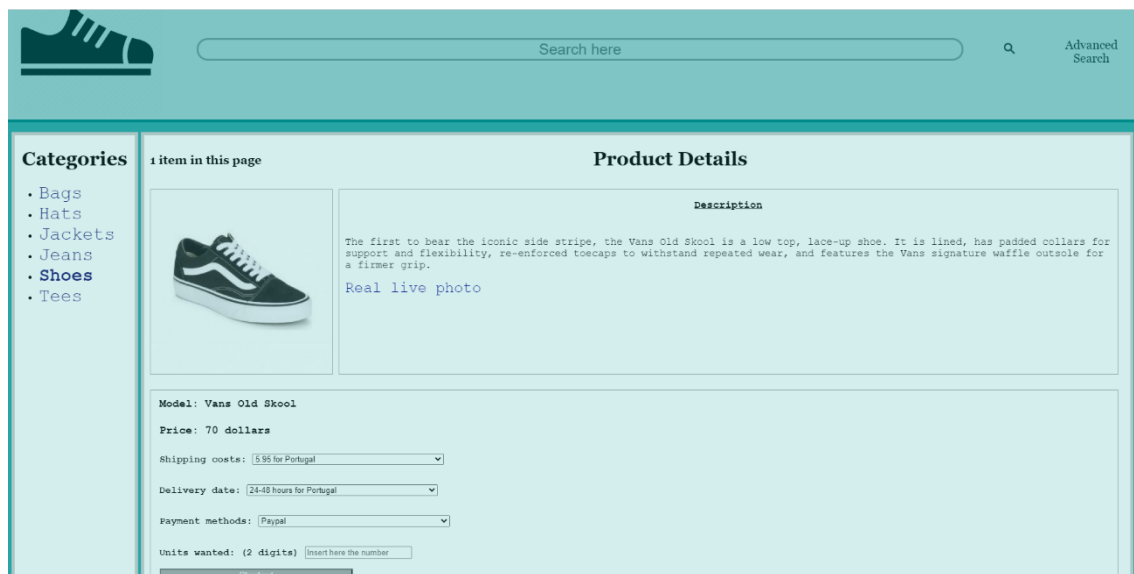 Search here
Advanced
Search
Categories
Bags
Hats
Jackets
Jeans
Shoes
Tees
1 item in this page
Product Details
Description
The first to bear the iconic side stripe, the Vans Old Skool is a low top, lace-up shoe. It is lined, has padded collars for
support and flexibility, re-enforced toecaps to withstand repeated wear, and features the Vans signature waffle outsole for
a firmer grip.
Real live photo
Model: Vans Old Skool
Price: 70 dollars
Shipping costs: 5.95 for Portugal
Delivery date: 24-48 hours for Portugal
Payment methods: Paypal
Units wanted: (2 digits) Insert here the number